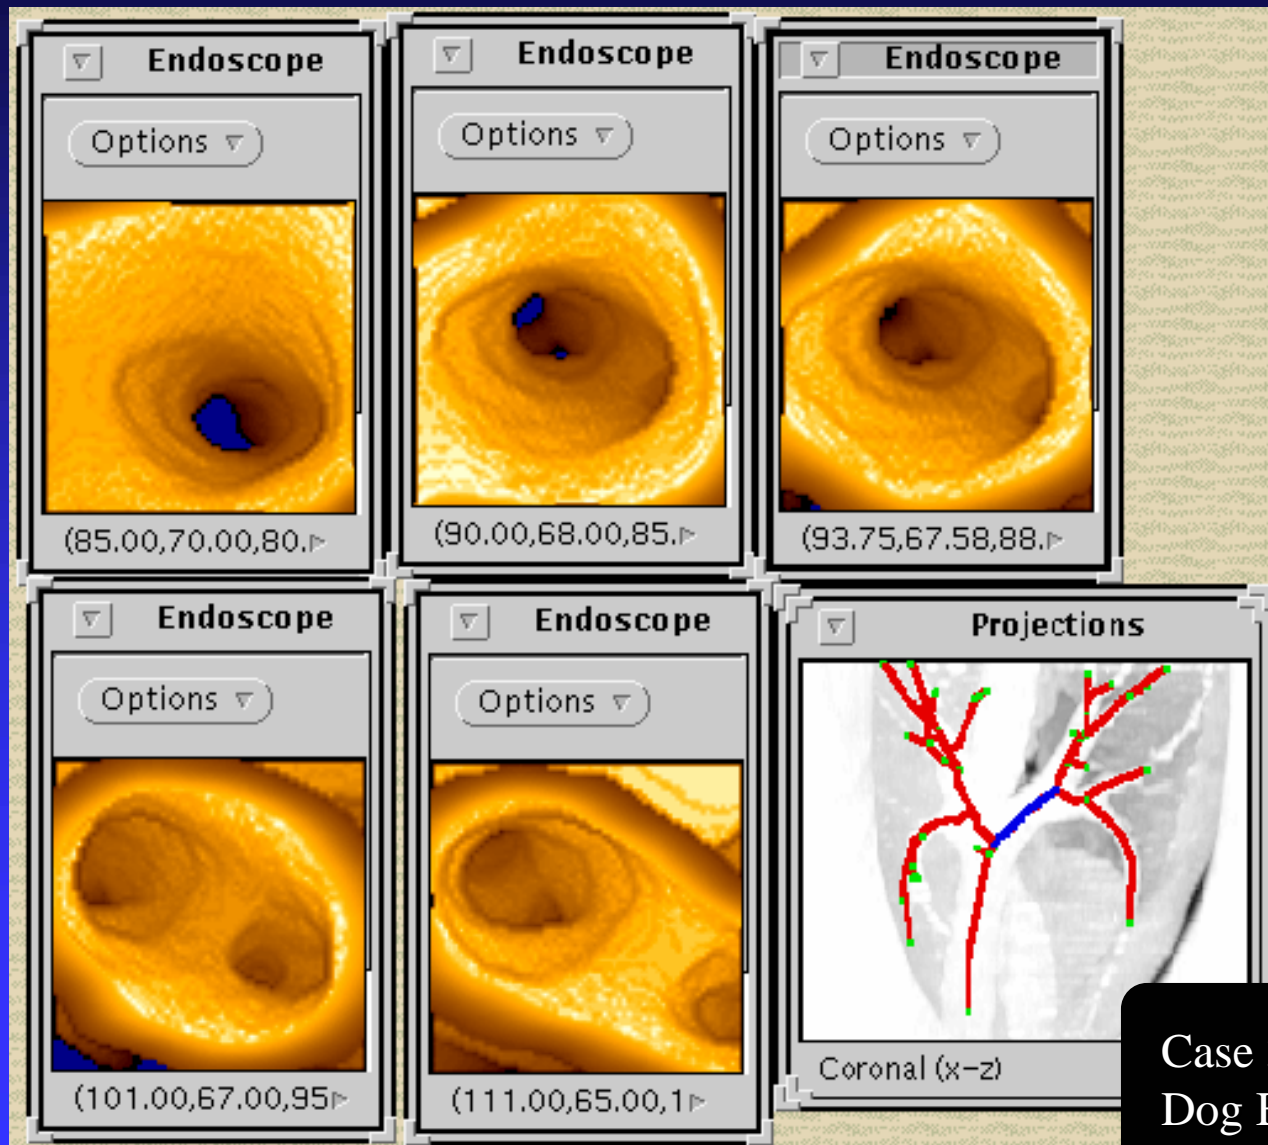 Endoscope
Options
(85.00,70.00,80.
Endoscope
Options
(90.00,68.00,85.
Endoscope
Options
(93.75,67.58,88.
Endoscope
Options
(101.00,67.00,95
Endoscope
Options
(111.00,65.00,1
Projections
Coronal (x-z)
Case
Dog